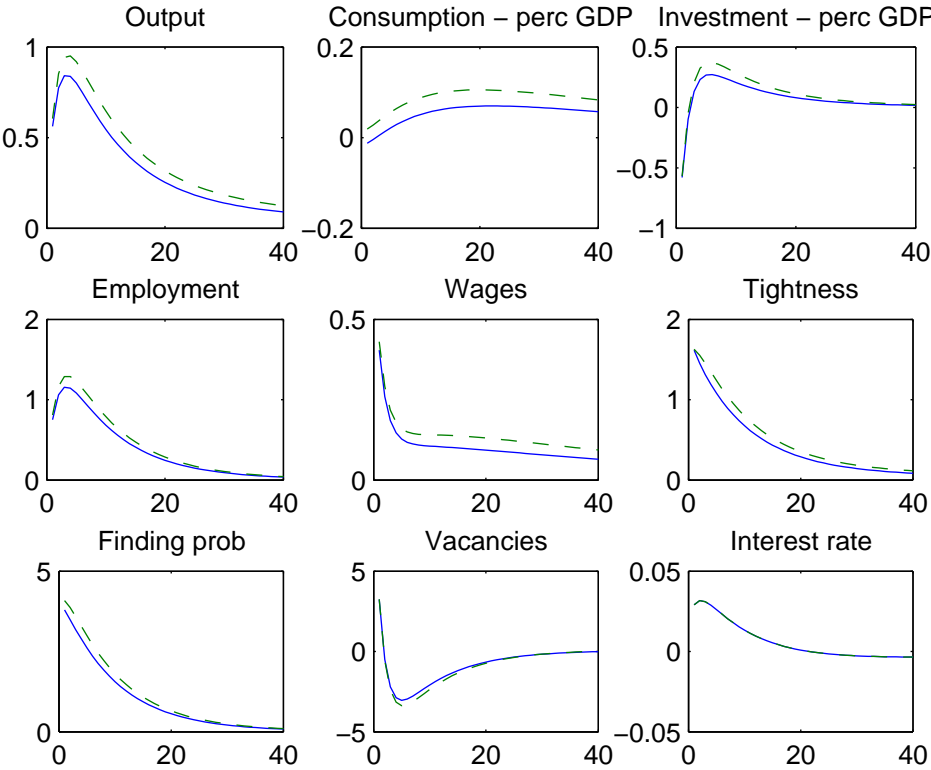 Output
Consumption − perc GDP
Investment − perc GDP
1
0.5
0
0 20 40
0.2
0
−0.2
0 20 40
0.5
0
−0.5
−1
0 20 40
Employment
Wages
Tightness
2
1
0
0 20 40
0.5
0
0 20 40
2
1
0
0 20 40
Finding prob
Vacancies
Interest rate
5
0
0 20 40
5
0
−5
0 20 40
0.05
0
−0.05
0 20 40